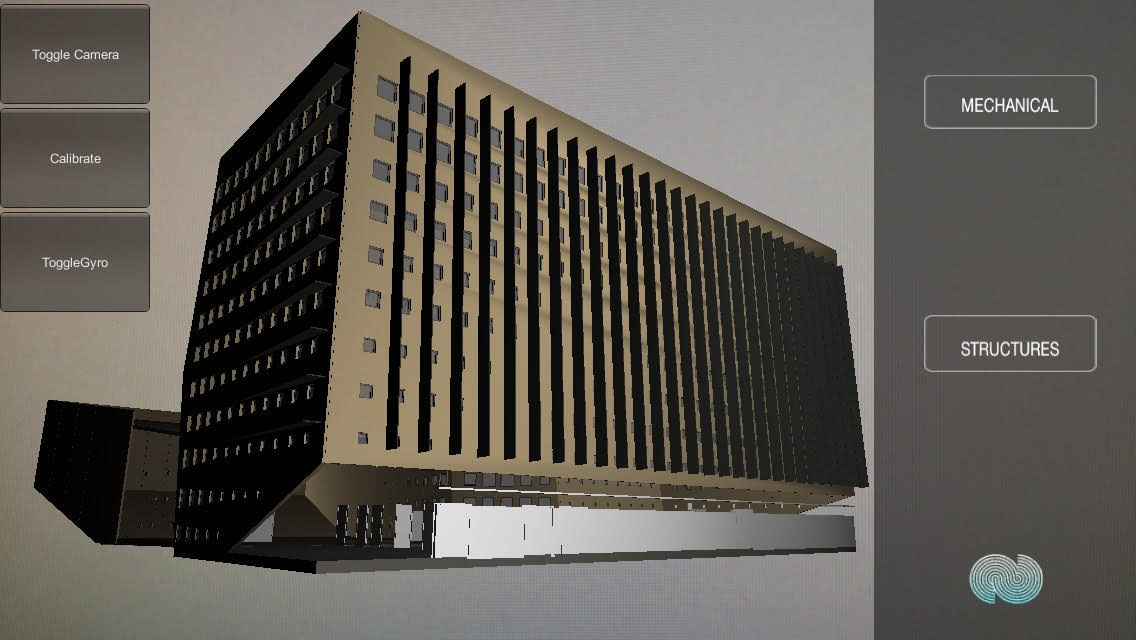 Toggle Camera
Calibrate
ToggleGyro
MECHANICAL
STRUCTURES